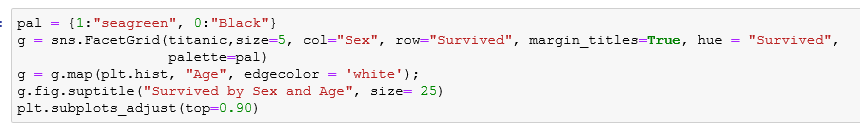 pal = {1:"seagreen", 0:"Black"}
g = sns.FacetGrid(titanic,size=5, col="Sex", row="Survived", margin_titles=True, hue = "Survived",
                  palette=pal)
g = g.map(plt.hist, "Age", edgecolor = 'white');
g.fig.suptitle("Survived by Sex and Age", size= 25)
plt.subplots_adjust(top=0.90)